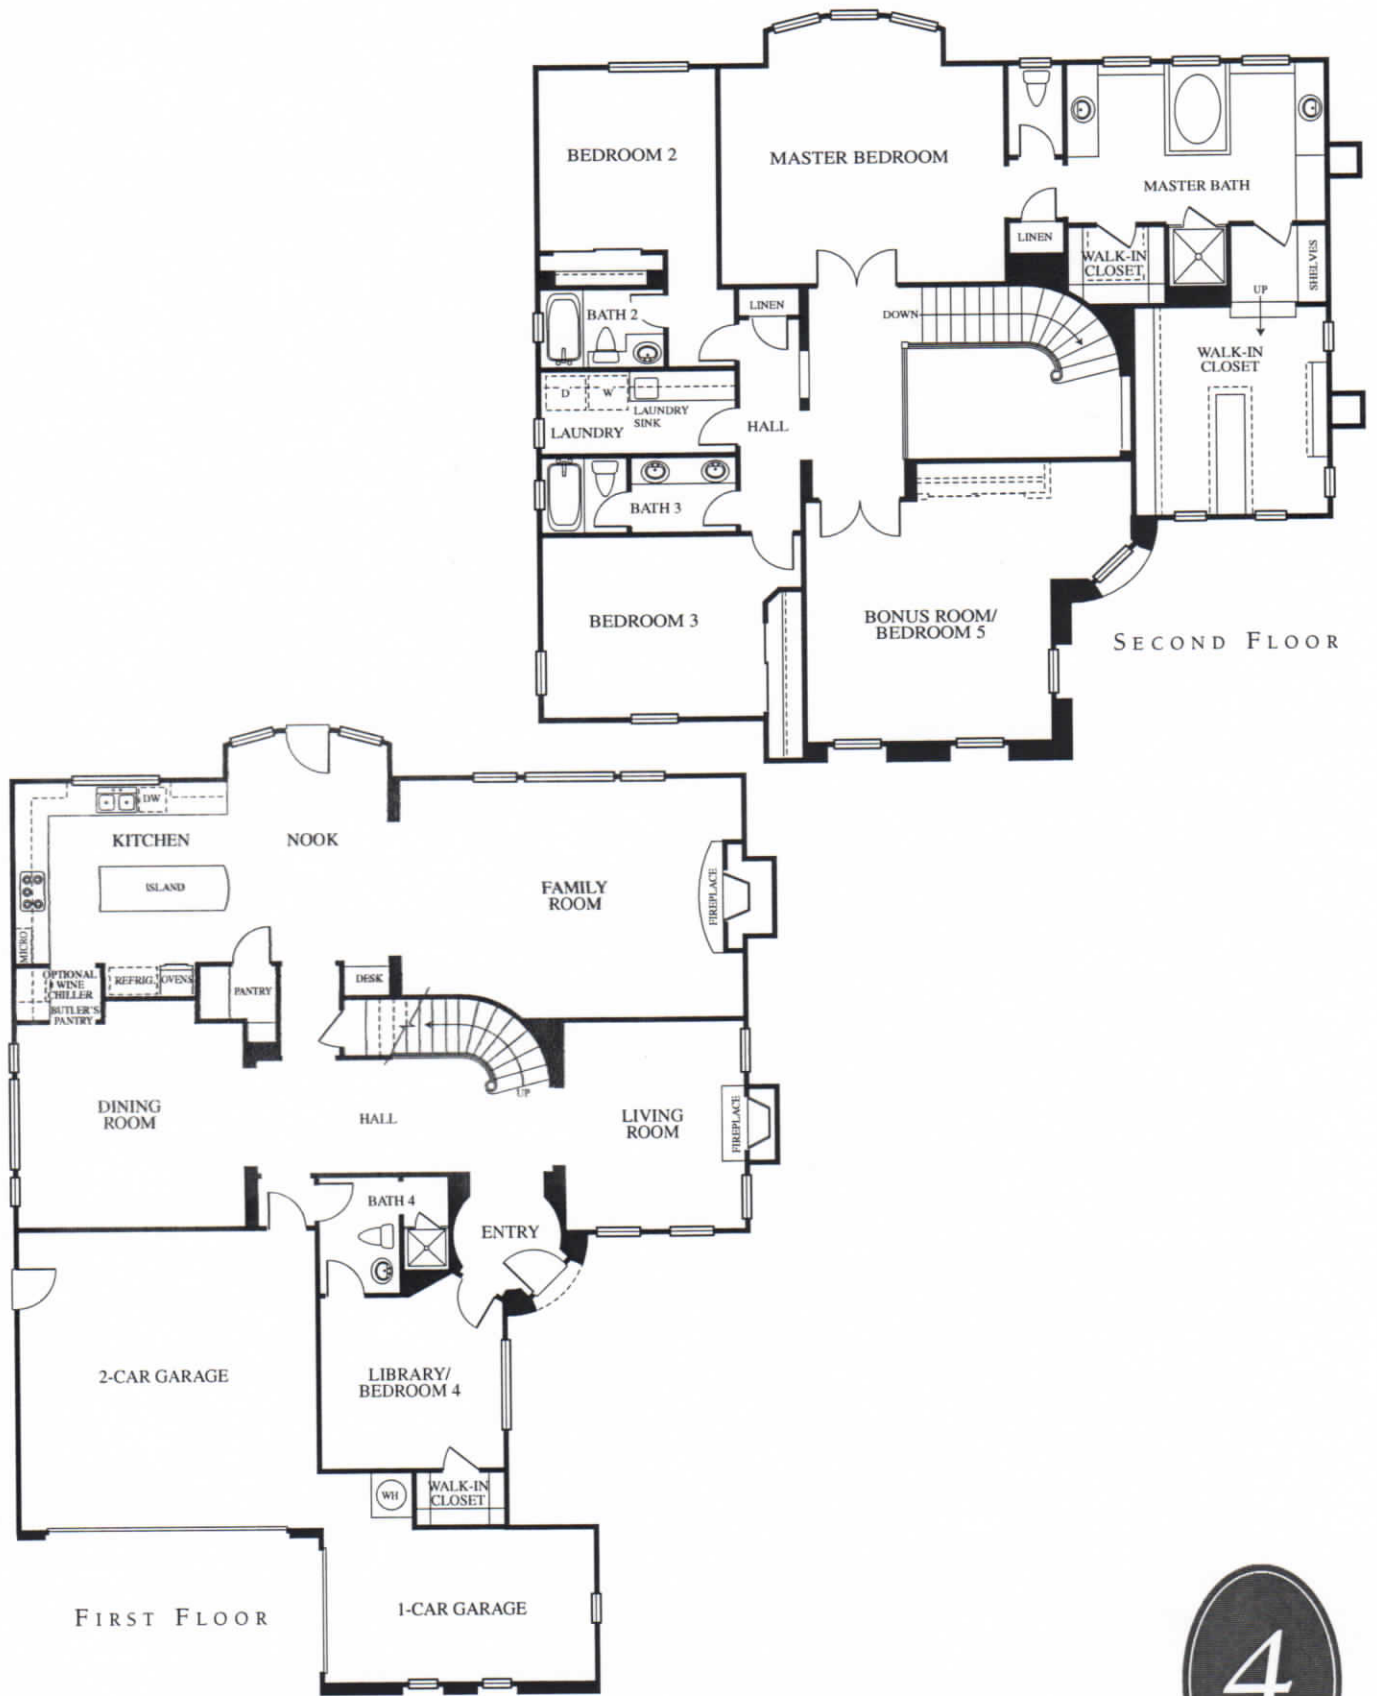 BEDROOM 2
MASTER BEDROOM
MASTER BATH
LINEN
WALK-IN
CLOSET
SHELVES
UP
BATH 2
LINEN
DOWN
WALK-IN
CLOSET
D
W
LAUNDRY
SINK
LAUNDRY
HALL
BATH 3
BEDROOM 3
BONUS ROOM/
BEDROOM 5
SECOND FLOOR
DW
KITCHEN
NOOK
ISLAND
FAMILY
ROOM
FIREPLACE
MICRO
OPTIONAL
WINE
CHILLER
REFRIG.
OVENS
PANTRY
DESK
BUTLER'S
PANTRY
UP
DINING
ROOM
HALL
LIVING
ROOM
FIREPLACE
BATH 4
ENTRY
2-CAR GARAGE
LIBRARY/
BEDROOM 4
WH
WALK-IN
CLOSET
1-CAR GARAGE
FIRST FLOOR
4